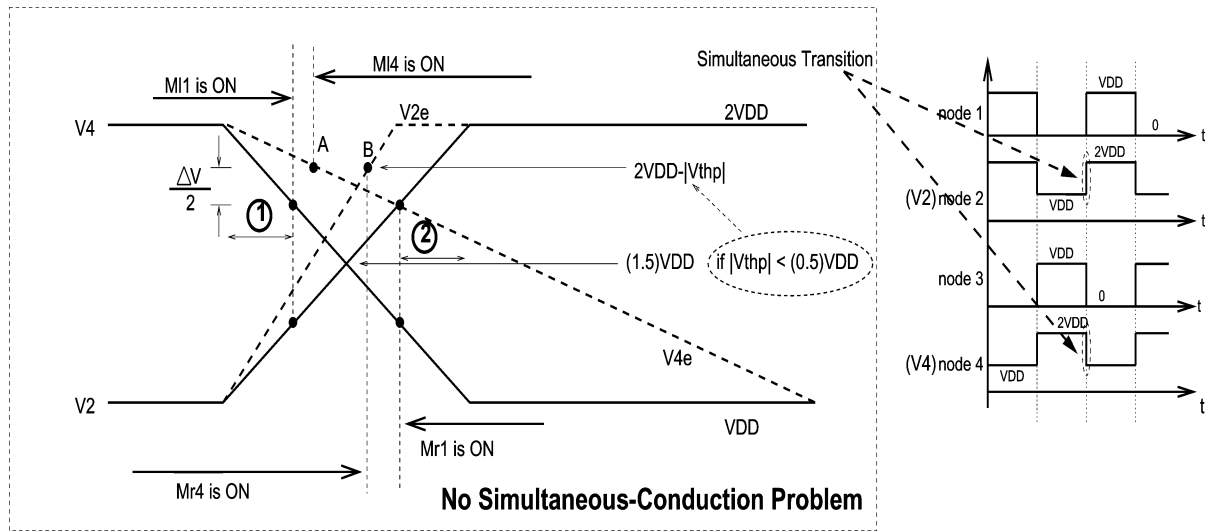 Ml4 is ON
Ml1 is ON
Simultaneous Transition
V4
V2e
2VDD
A
B
ΔV
2
1
2
2VDD-|Vthp|
(1.5)VDD
if |Vthp| < (0.5)VDD
V4e
V2
VDD
Mr1 is ON
Mr4 is ON
No Simultaneous-Conduction Problem
node 1
VDD
0
t
(V2) node 2
2VDD
VDD
t
node 3
VDD
0
t
(V4) node 4
2VDD
VDD
t